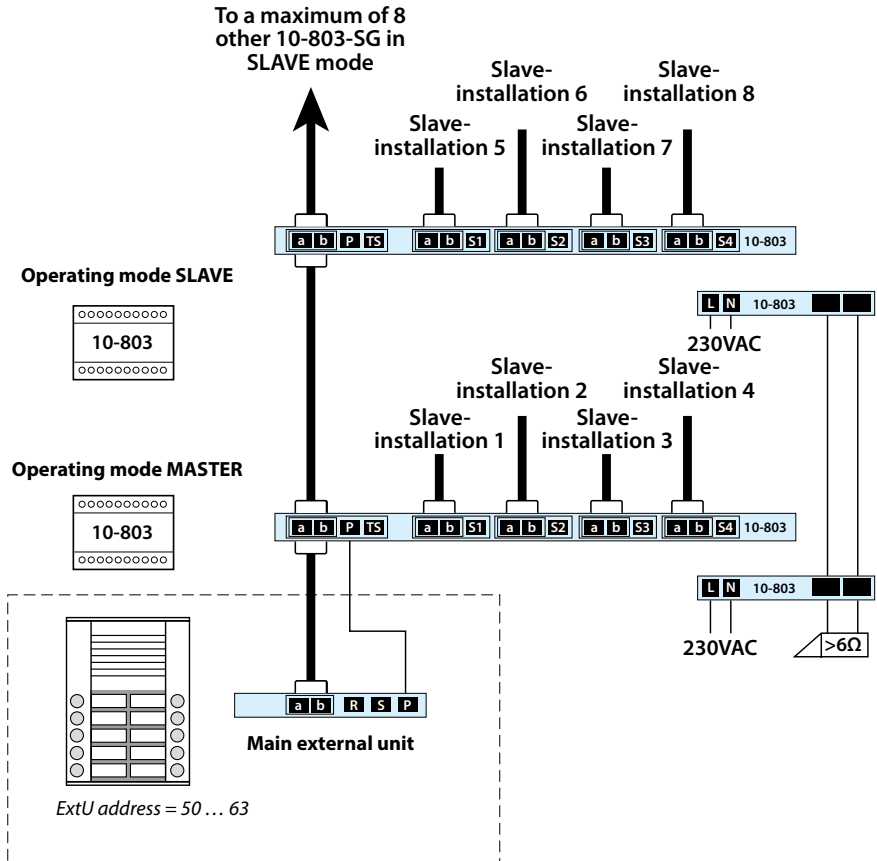 To a maximum of 8
other 10-803-SG in
SLAVE mode
Slave-
installation 6
Slave-
installation 8
Slave-
installation 5
Slave-
installation 7
a b P TS a b S1 a b S2 a b S3 a b S4 10-803
Operating mode SLAVE
10-803
L N 10-803
230VAC
Slave-
installation 2
Slave-
installation 4
Slave-
installation 1
Slave-
installation 3
Operating mode MASTER
10-803
a b P TS a b S1 a b S2 a b S3 a b S4 10-803
L N 10-803
230VAC
>6Ω
a b R S P
Main external unit
ExtU address = 50 … 63